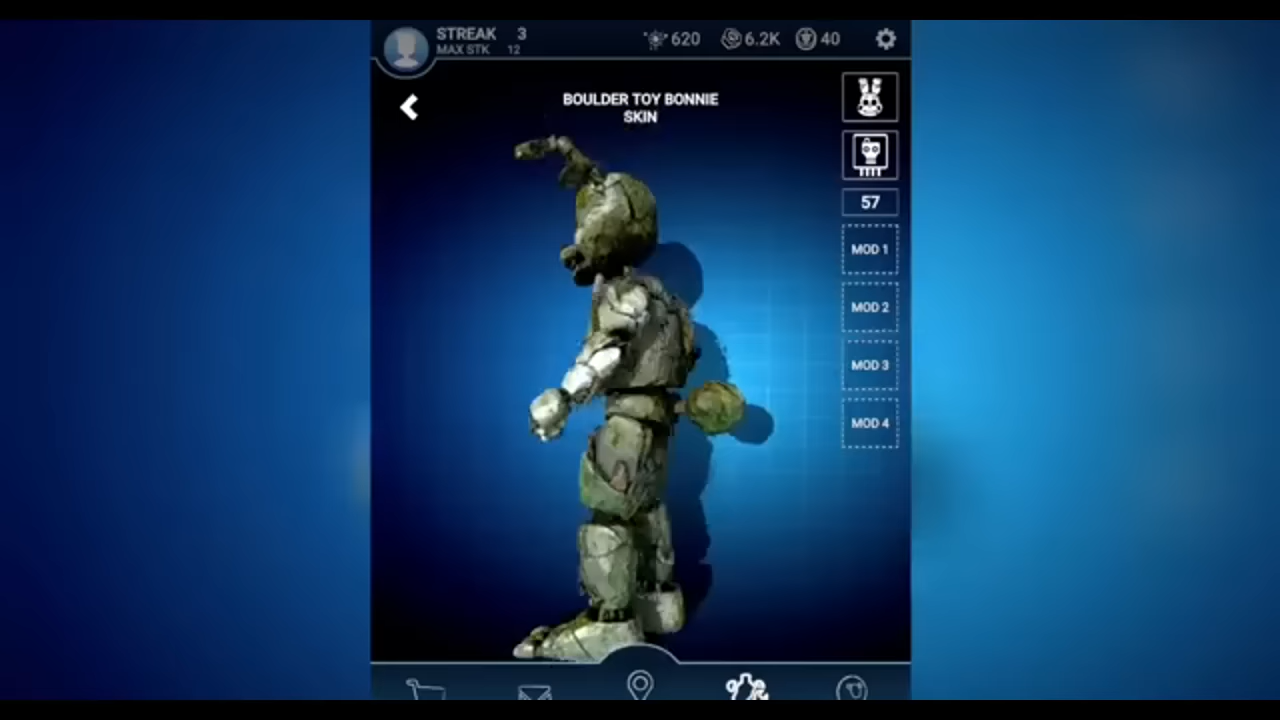 STREAK 3
MAX STK 12
620
6.2K
40
BOULDER TOY BONNIE
SKIN
57
MOD 1
MOD 2
MOD 3
MOD 4